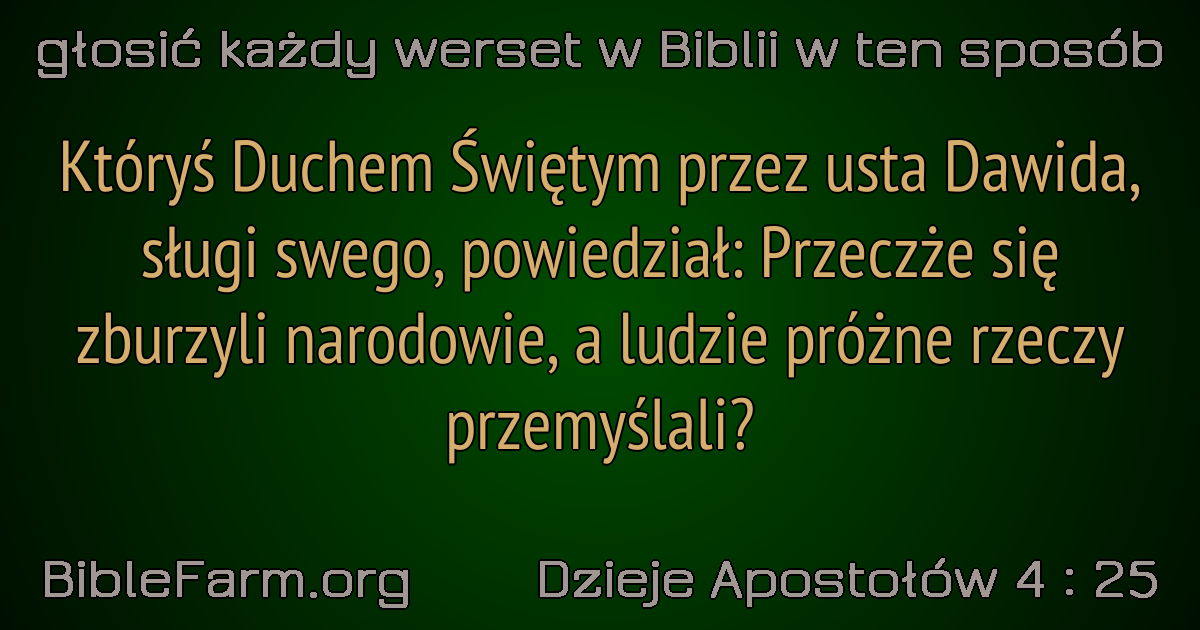 głosić każdy werset w Biblii w ten sposób
Któryś Duchem Świętym przez usta Dawida,
sługi swego, powiedział: Przeczże się
zburzyli narodowie, a ludzie próżne rzeczy
przemyślali?
BibleFarm.org
Dzieje Apostołów 4 : 25